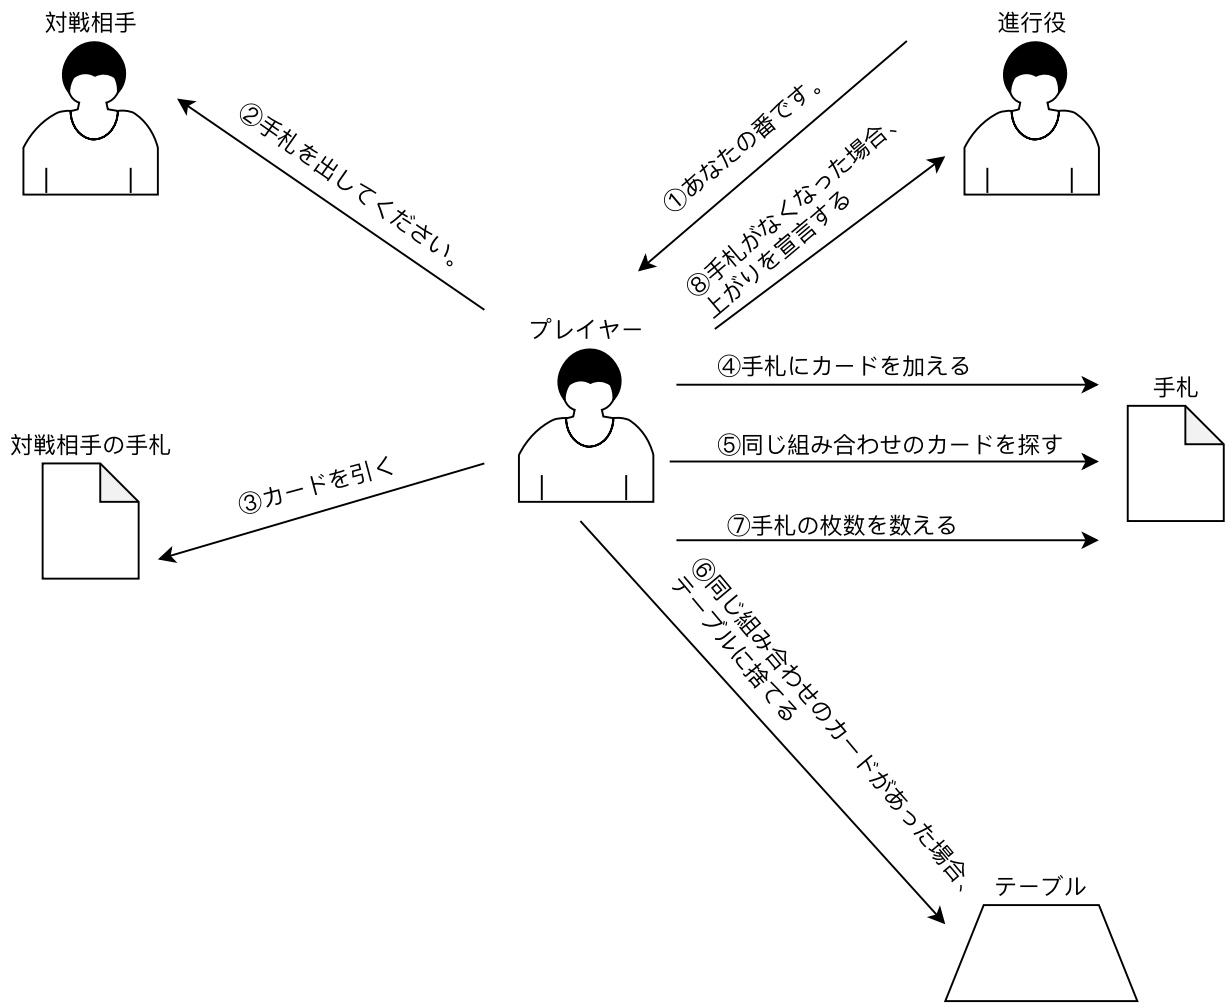 対戦相手
進行役
①あなたの番です。
②手札を出してください。
⑧手札がなくなった場合、
上がりを宣言する
プレイヤー
④手札にカードを加える
手札
対戦相手の手札
③カードを引く
⑤同じ組み合わせのカードを探す
⑦手札の枚数を数える
⑥同じ組み合わせのカードがあった場合、
テーブルに捨てる
テーブル